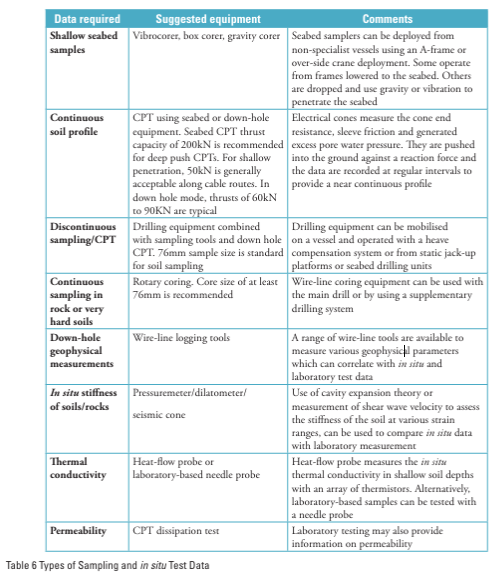 Data required Suggested equipment Comments
Shallow seabed Vibrocorer, box corer, gravity corer Seabed samplers can be deployed from
samples non-specialist vessels using an A-frame or
over-side crane deployment. Some operate
from frames lowered to the seabed. Others
are dropped and use gravity or vibration to
penetrate the seabed
Continuous CPT using seabed or down-hole Electrical cones measure the cone end
soil profile equipment. Seabed CPT thrust resistance, sleeve friction and generated
capacity of 200kN is recommended excess pore water pressure. They are pushed
for deep push CPTs. For shallow into the ground against a reaction force and
penetration, 50kN is generally the data are recorded at regular intervals to
acceptable along cable routes. In provide a near continuous profile
down hole mode, thrusts of 60kN
to 90KN are typical
Discontinuous Drilling equipment combined Drilling equipment can be mobilised
sampling/CPT with sampling tools and down hole on a vessel and operated with a heave
CPT. 76mm sample size is standard compensation system or from static jack-up
for soil sampling platforms or seabed drilling units
Continuous Rotary coring. Core size of at least Wire-line coring equipment can be used with
sampling in 76mm is recommended the main drill or by using a supplementary
rock or very drilling system
hard soils
Down-hole Wire-line logging tools A range of wire-line tools are available to
geophysical measure various geophysical parameters
measurements which can correlate with in situ and
laboratory test data
In situ stiffness Pressuremeter/dilatometer/ Use of cavity expansion theory or
of soils/rocks seismic cone measurement of shear wave velocity to assess
the stiffness of the soil at various strain
ranges, can be used to compare in situ data
with laboratory measurement
Thermal Heat-flow probe or Heat-flow probe measures the in situ
conductivity laboratory-based needle probe thermal conductivity in shallow soil depths
with an array of thermistors. Alternatively,
laboratory-based samples can be tested with
a needle probe
Permeability CPT dissipation test Laboratory testing may also provide
information on permeability
Table 6 Types of Sampling and in situ Test Data